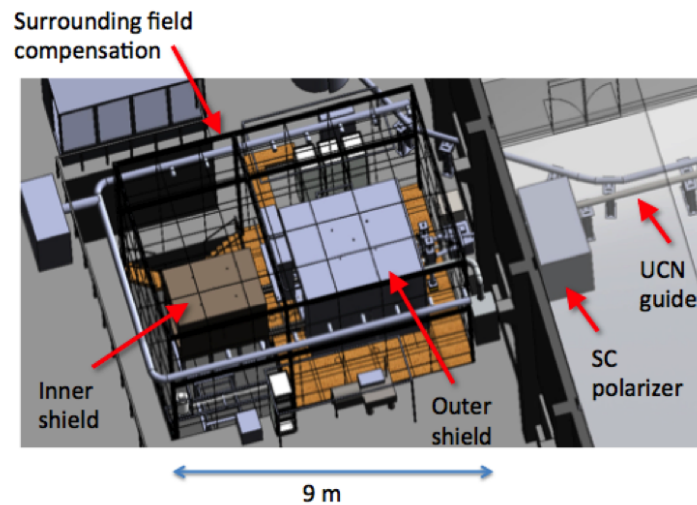 Surrounding field
compensation
UCN
guide
SC
polarizer
Inner
shield
Outer
shield
9 m